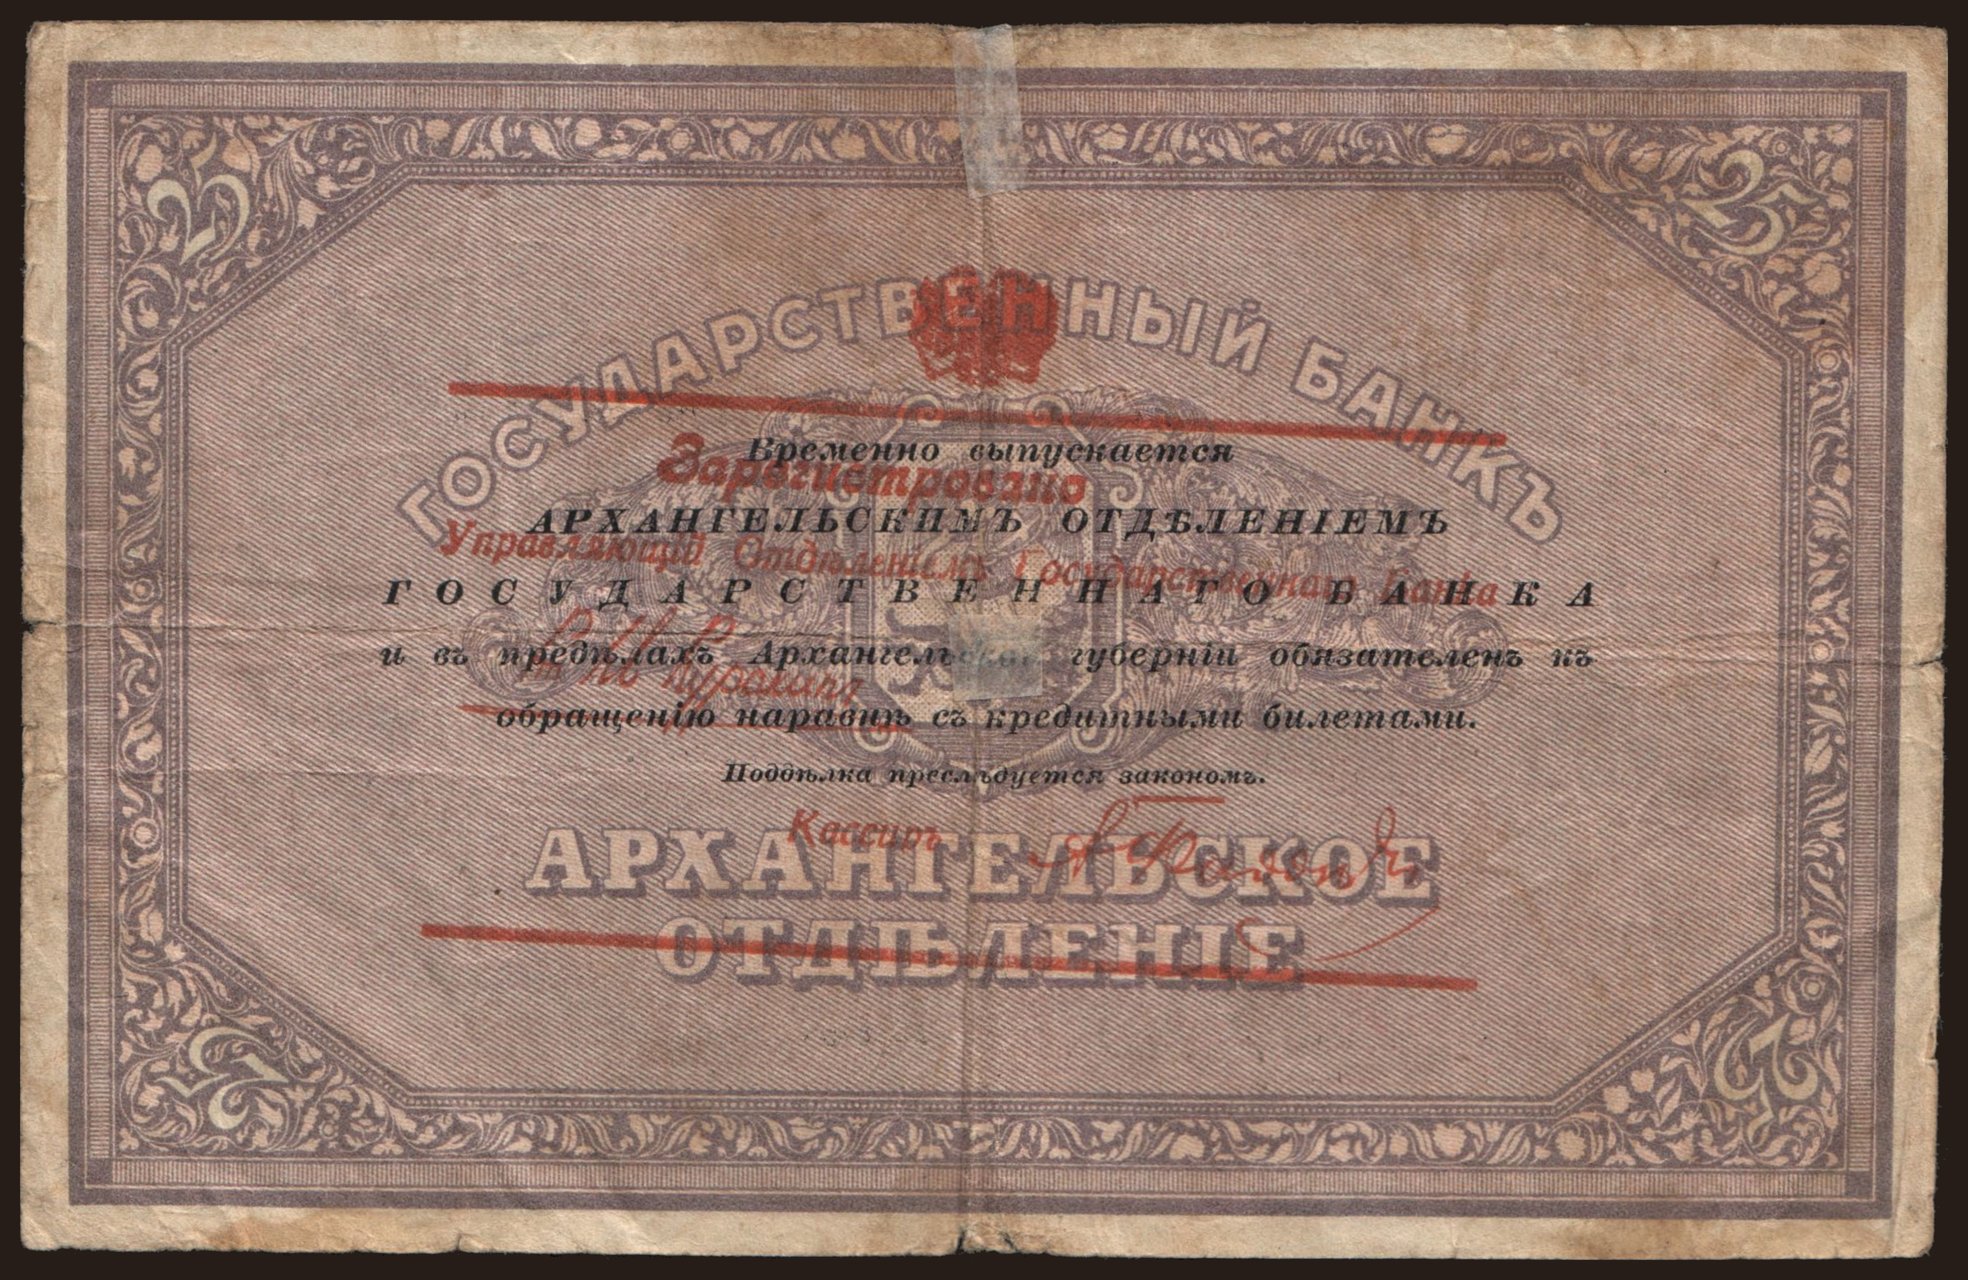 25 25
ГОСУДАРСТВЕННЫЙ БАНКЪ
Временно выпускается
Зарегистровано
АРХАНГЕЛЬСКИМЪ ОТДѢЛЕНІЕМЪ
Управляющій Отдѣленіемъ Государственнаго Банка
ГОСУДАРСТВЕННАГО БАНКА
и въ предѣлахъ Архангельской губерніи обязателенъ къ
обращенію наравнѣ съ кредитными билетами.
Поддѣлка преслѣдуется закономъ.
Кассиръ
АРХАНГЕЛЬСКОЕ
ОТДѢЛЕНІЕ
25 25